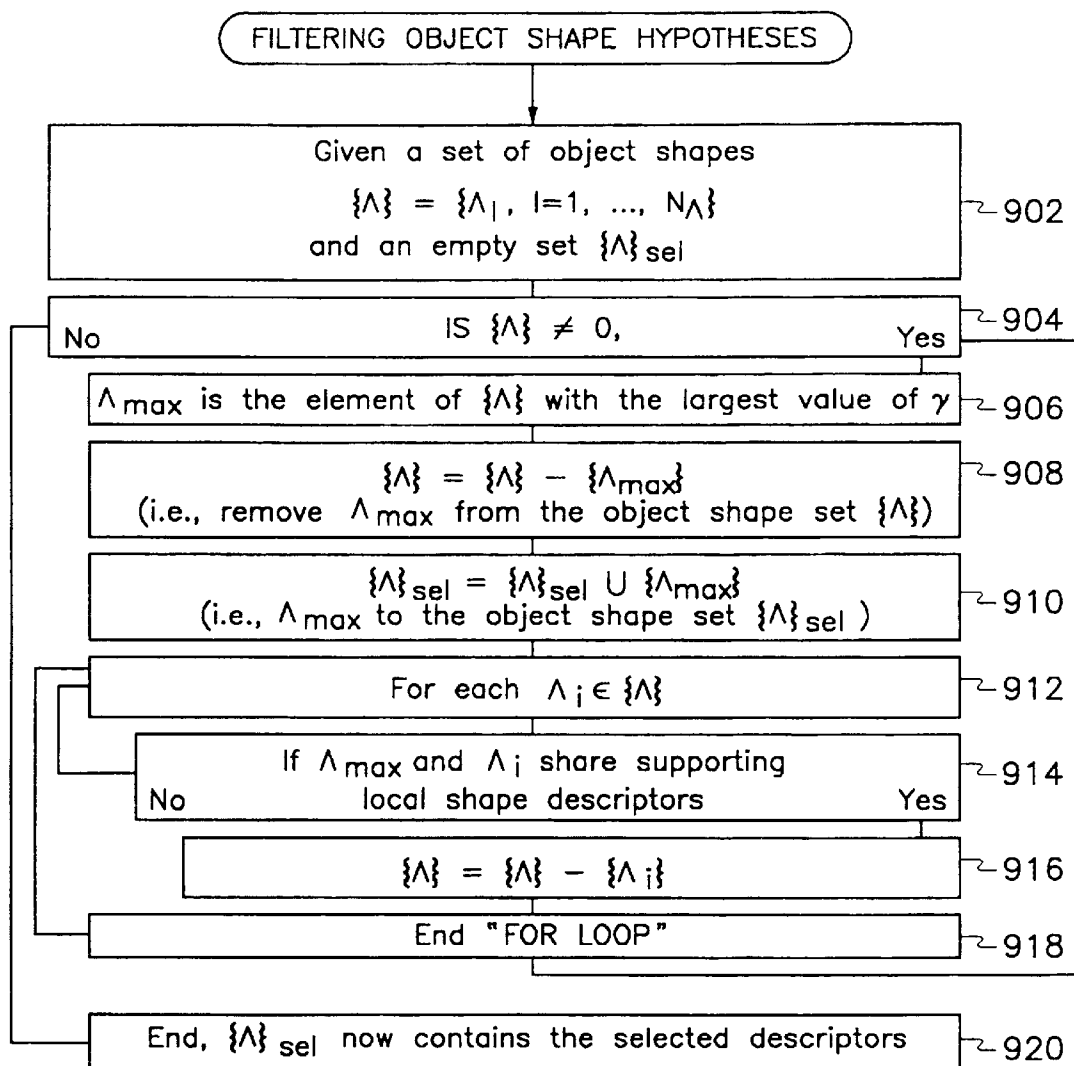 FILTERING OBJECT SHAPE HYPOTHESES
Given a set of object shapes
{Λ} = {Λl, l=1, ..., NΛ}
and an empty set {Λ}sel
902
IS {Λ} ≠ 0,
No
Yes
904
Λmax is the element of {Λ} with the largest value of γ
906
{Λ} = {Λ} - {Λmax}
(i.e., remove Λmax from the object shape set {Λ})
908
{Λ}sel = {Λ}sel ∪ {Λmax}
(i.e., Λmax to the object shape set {Λ}sel )
910
For each Λi ∈ {Λ}
912
If Λmax and Λi share supporting
No local shape descriptors Yes
914
{Λ} = {Λ} - {Λi}
916
End "FOR LOOP"
918
End, {Λ}sel now contains the selected descriptors
920